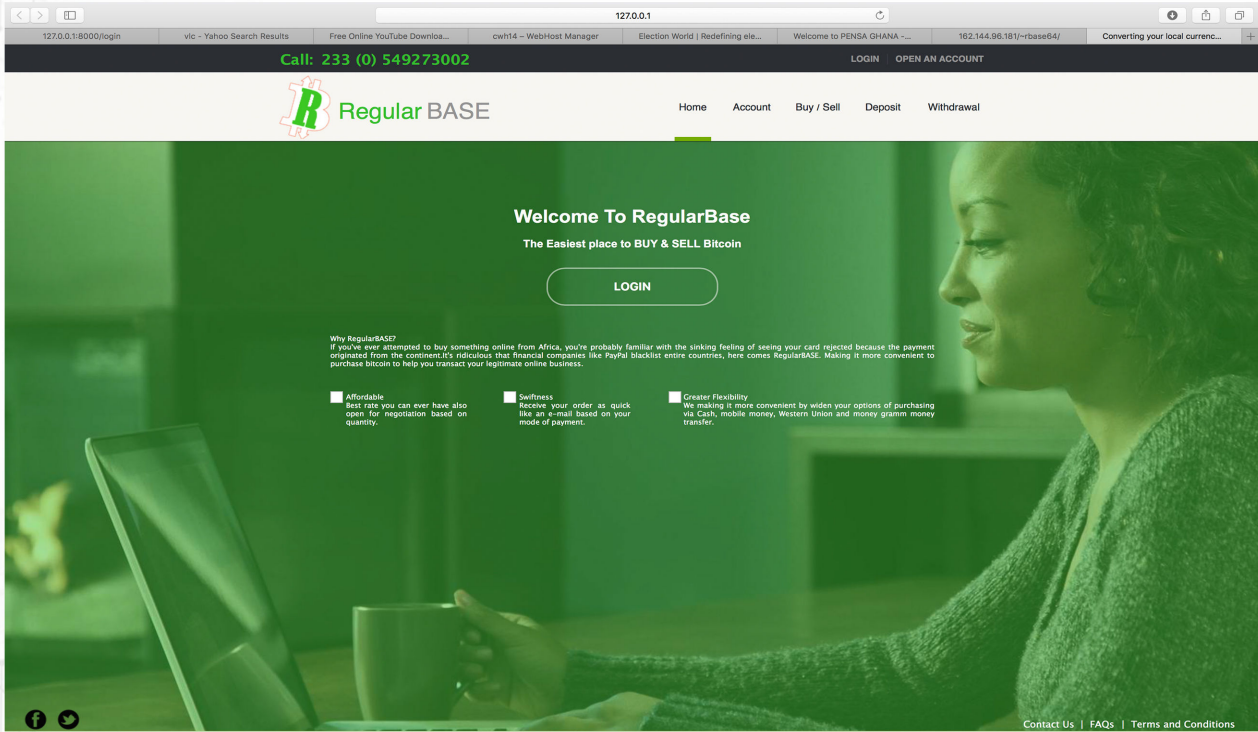 127.0.0.1
127.0.0.1:8000/login
vlc - Yahoo Search Results
Free Online YouTube Downloa...
cwh14 – WebHost Manager
Election World | Redefining ele...
Welcome to PENSA GHANA -...
162.144.96.181/~rbase64/
Converting your local currenc...
Call: 233 (0) 549273002
LOGIN
OPEN AN ACCOUNT
R Regular BASE
Home
Account
Buy / Sell
Deposit
Withdrawal
Welcome To RegularBase
The Easiest place to BUY & SELL Bitcoin
LOGIN
Why RegularBASE?
If you've ever attempted to buy something online from Africa, you're probably familiar with the sinking feeling of seeing your card rejected because the payment
originated from the continent.It's ridiculous that financial companies like PayPal blacklist entire countries, here comes RegularBASE. Making it more convenient to
purchase bitcoin to help you transact your legitimate online business.
Affordable
Best rate you can ever have also
open for negotiation based on
quantity.
Swiftness
Receive your order as quick
like an e-mail based on your
mode of payment.
Greater Flexibility
We making it more convenient by widen your options of purchasing
via Cash, mobile money, Western Union and money gramm money
transfer.
Contact Us | FAQs | Terms and Conditions